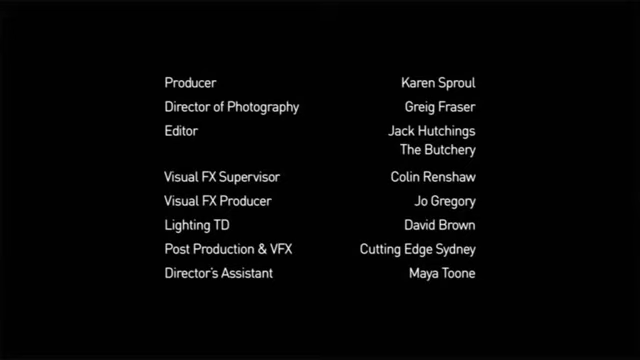 Producer Karen Sproul
Director of Photography Greig Fraser
Editor Jack Hutchings
The Butchery
Visual FX Supervisor Colin Renshaw
Visual FX Producer Jo Gregory
Lighting TD David Brown
Post Production & VFX Cutting Edge Sydney
Director's Assistant Maya Toone